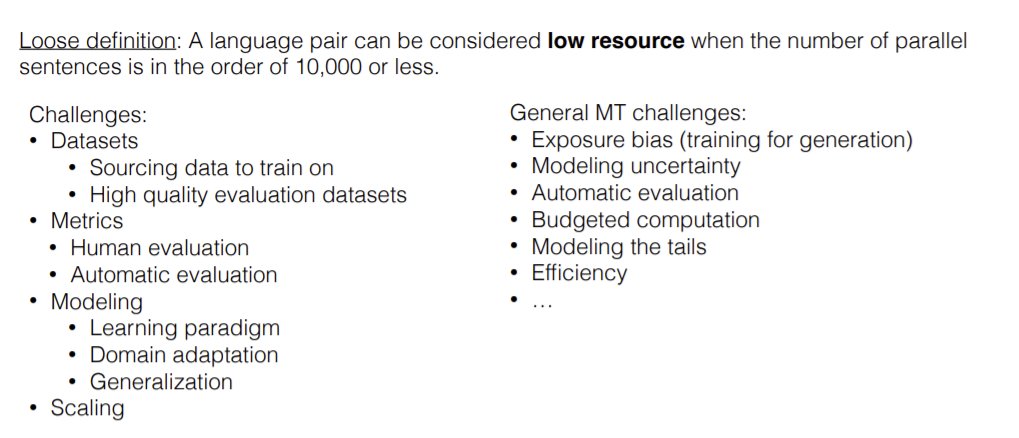 Loose definition: A language pair can be considered low resource when the number of parallel
sentences is in the order of 10,000 or less.
Challenges:
• Datasets
• Sourcing data to train on
• High quality evaluation datasets
• Metrics
• Human evaluation
• Automatic evaluation
• Modeling
• Learning paradigm
• Domain adaptation
• Generalization
• Scaling
General MT challenges:
• Exposure bias (training for generation)
• Modeling uncertainty
• Automatic evaluation
• Budgeted computation
• Modeling the tails
• Efficiency
• ...